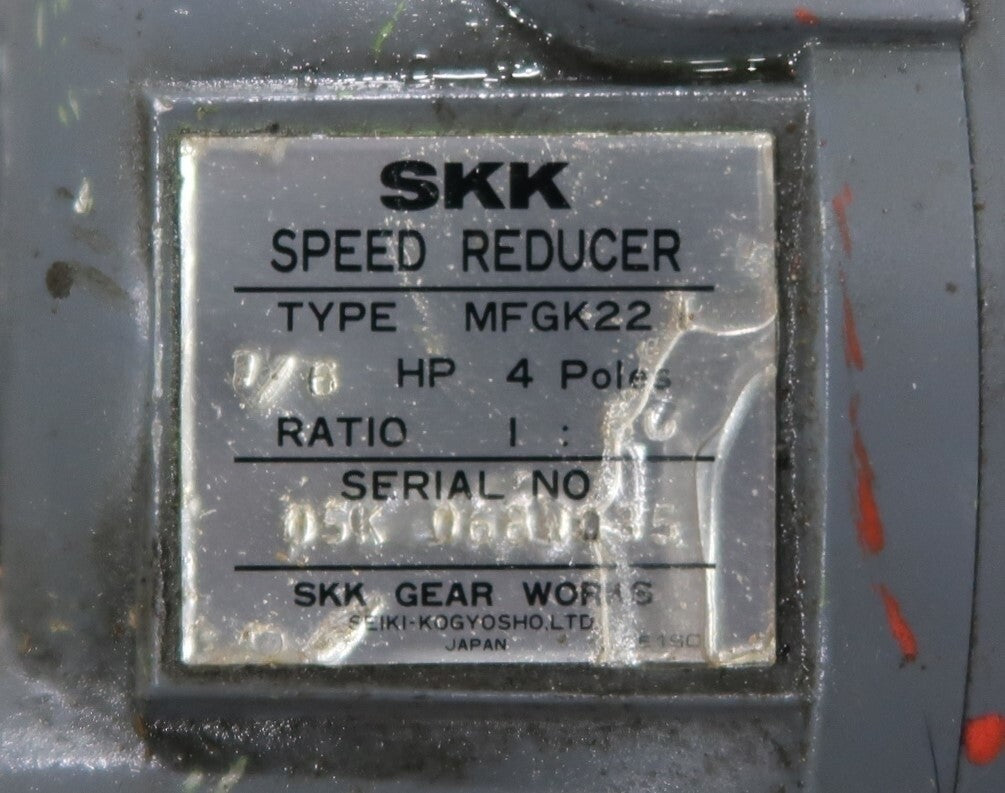 SKK
SPEED REDUCER
TYPE MFGK22
HP 4 Poles
RATIO 1 :
SERIAL NO
05K
SKK GEAR WORKS
SEIKI-KOGYOSHO,LTD.
JAPAN